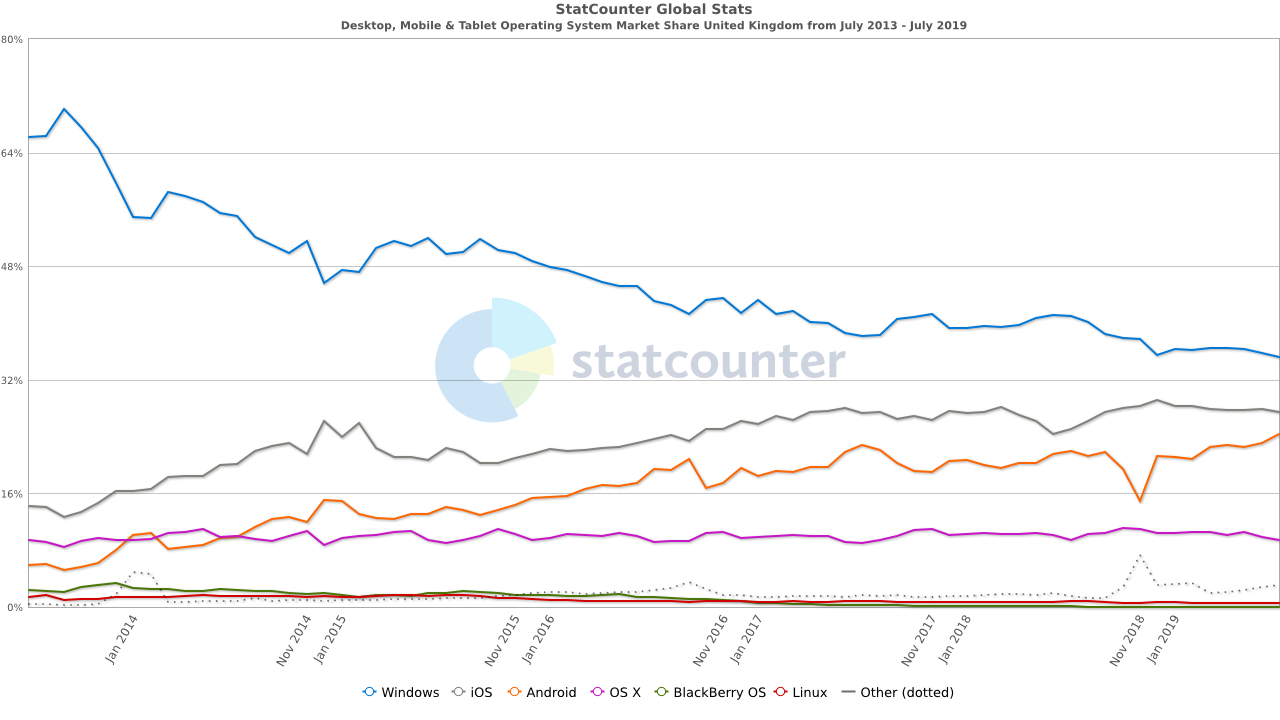 StatCounter Global Stats
Desktop, Mobile & Tablet Operating System Market Share United Kingdom from July 2013 - July 2019
80%
64%
48%
statcounter
32%
16%
0%
Jan 2014
Nov 2014
Jan 2015
Nov 2015
Jan 2016
Nov 2016
Jan 2017
Nov 2017
Jan 2018
Nov 2018
Jan 2019
Windows iOS Android OS X BlackBerry OS Linux Other (dotted)